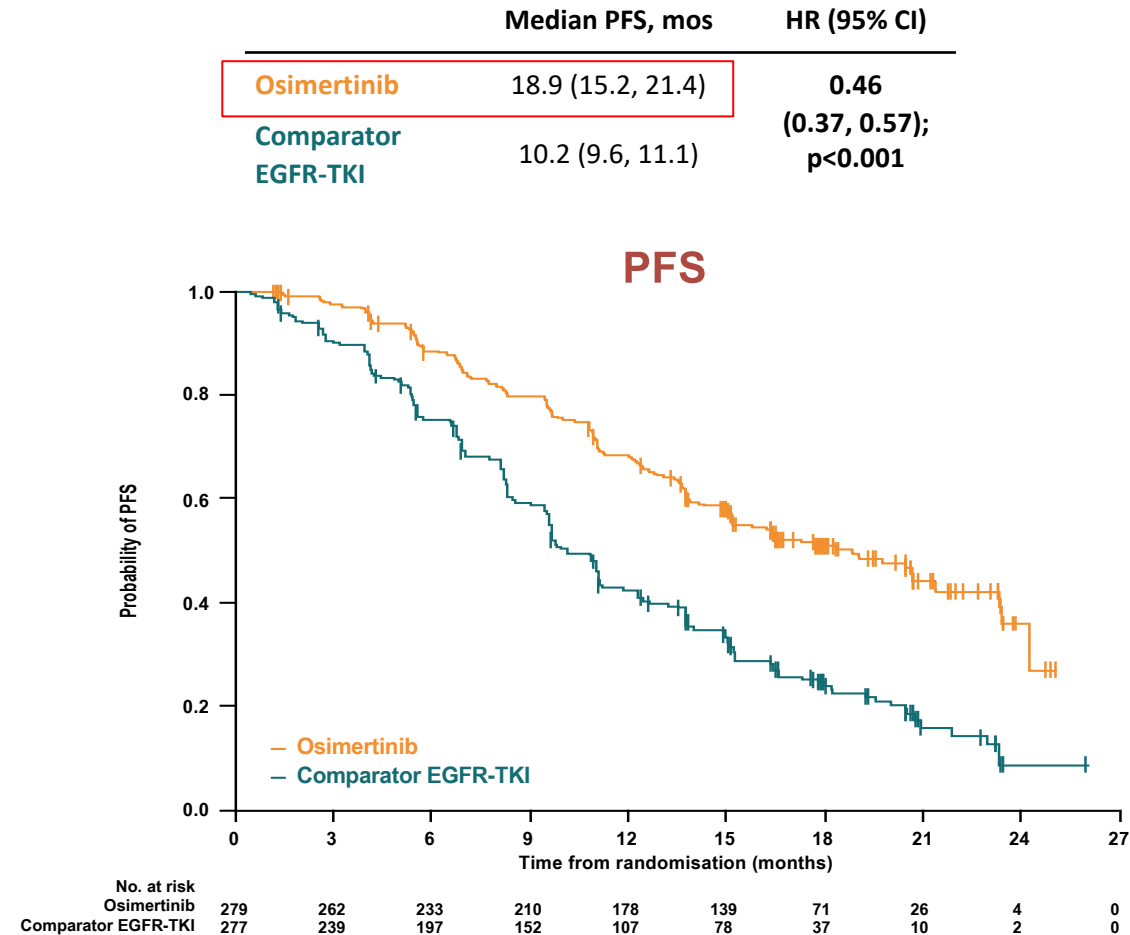 Median PFS, mos HR (95% CI)
Osimertinib 18.9 (15.2, 21.4) 0.46
(0.37, 0.57);
Comparator
EGFR-TKI 10.2 (9.6, 11.1) p<0.001
PFS
1.0
0.8
0.6
0.4
0.2
0.0
Probability of PFS
– Osimertinib
– Comparator EGFR-TKI
0 3 6 9 12 15 18 21 24 27
Time from randomisation (months)
No. at risk
Osimertinib 279 262 233 210 178 139 71 26 4 0
Comparator EGFR-TKI 277 239 197 152 107 78 37 10 2 0